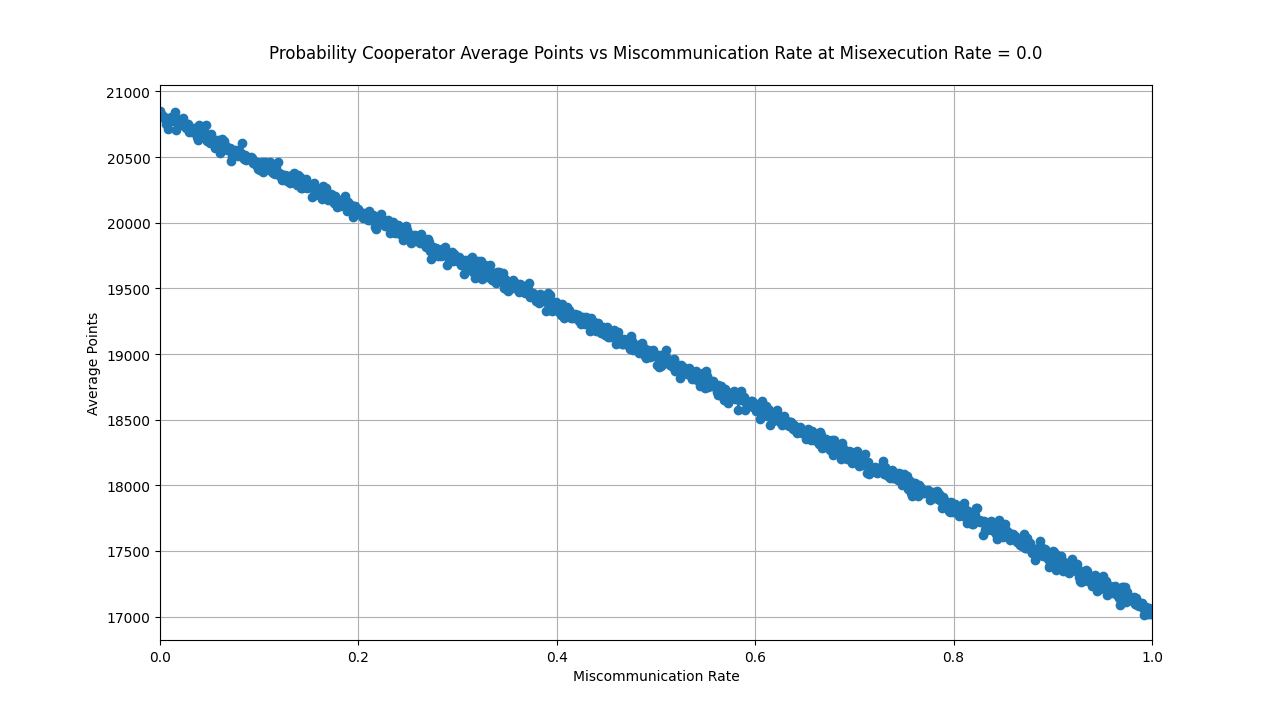 Probability Cooperator Average Points vs Miscommunication Rate at Misexecution Rate = 0.0
21000
20500
20000
19500
19000
18500
18000
17500
17000
Average Points
0.0 0.2 0.4 0.6 0.8 1.0
Miscommunication Rate